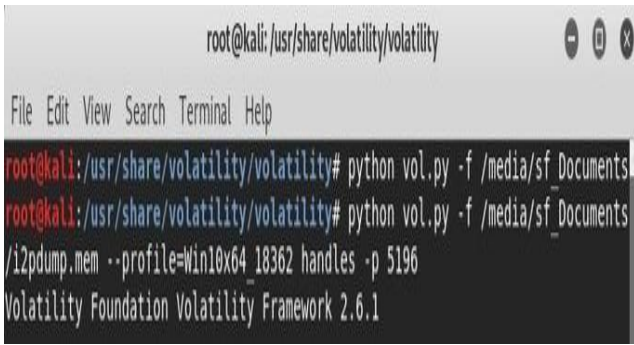 root@kali: /usr/share/volatility/volatility
File Edit View Search Terminal Help
root@kali:/usr/share/volatility/volatility# python vol.py -f /media/sf_Documents
root@kali:/usr/share/volatility/volatility# python vol.py -f /media/sf_Documents
/i2pdump.mem --profile=Win10x64_18362 handles -p 5196
Volatility Foundation Volatility Framework 2.6.1